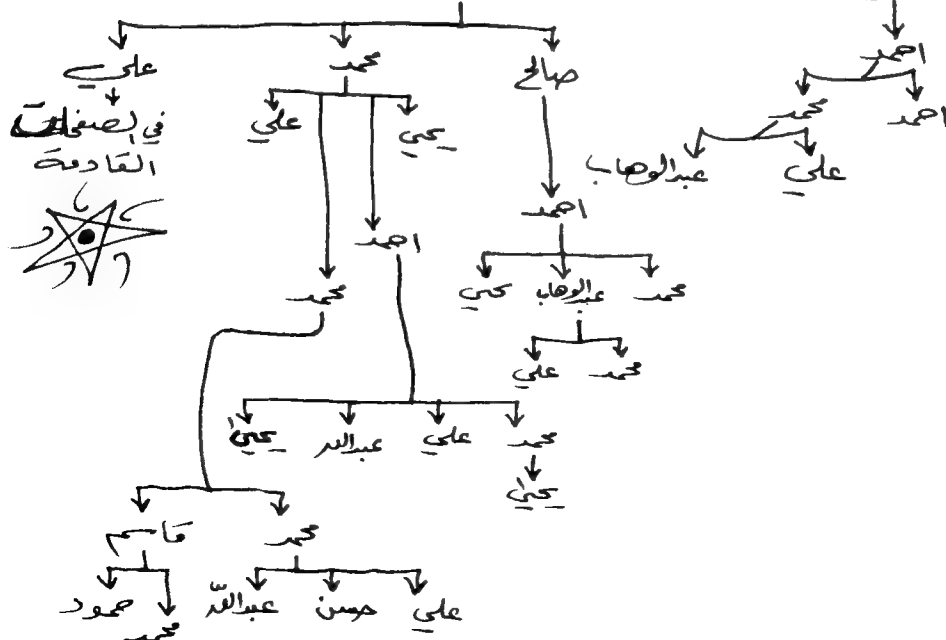 احمد
صالح محمد علي
محمد احمد
في الصفحات
يحيى علي
القادمة
علي عبدالوهاب
احمد
احمد
محمد عبدالوهاب يحيى
محمد
محمد علي
محمد علي عبدالله يحيى
يحيى
محمد قاسم
علي حسن عبدالله حمود
محمد